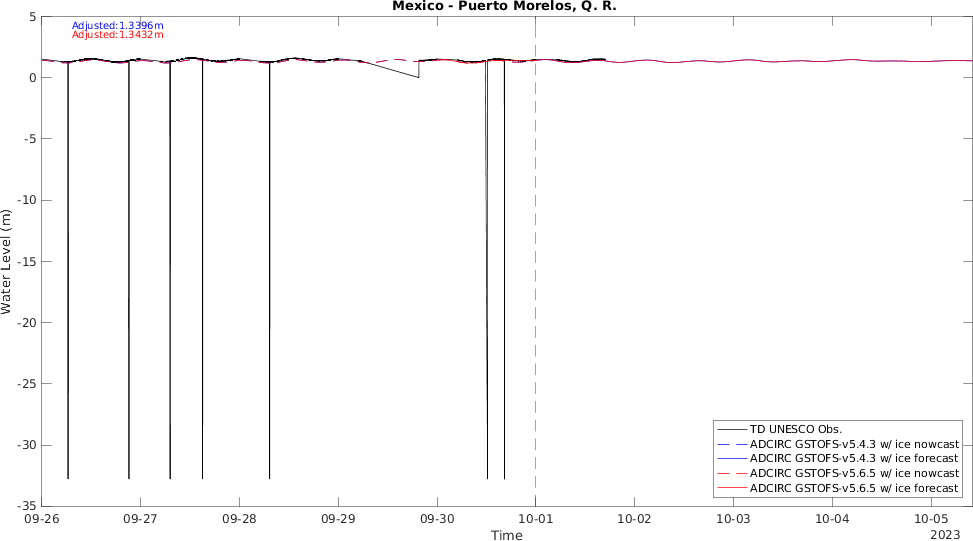 Mexico - Puerto Morelos, Q. R.
Adjusted:1.3396m
Adjusted:1.3432m
5
0
-5
-10
-15
-20
-25
-30
-35
Water Level (m)
TD UNESCO Obs.
ADCIRC GSTOFS-v5.4.3 w/ ice nowcast
ADCIRC GSTOFS-v5.4.3 w/ ice forecast
ADCIRC GSTOFS-v5.6.5 w/ ice nowcast
ADCIRC GSTOFS-v5.6.5 w/ ice forecast
09-26 09-27 09-28 09-29 09-30 10-01 10-02 10-03 10-04 10-05
Time
2023